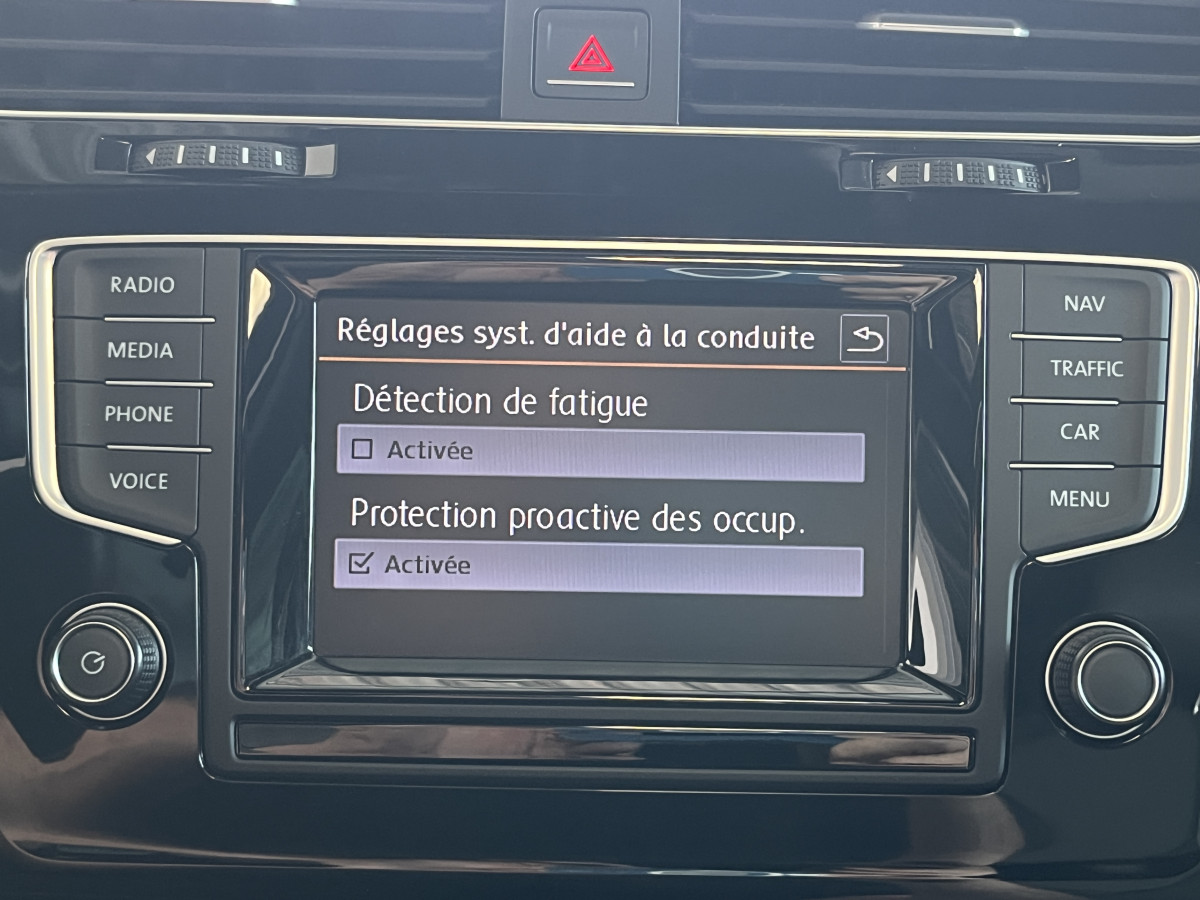 RADIO
MEDIA
PHONE
VOICE
Réglages syst. d'aide à la conduite
Détection de fatigue
Activée
Protection proactive des occup.
Activée
NAV
TRAFFIC
CAR
MENU